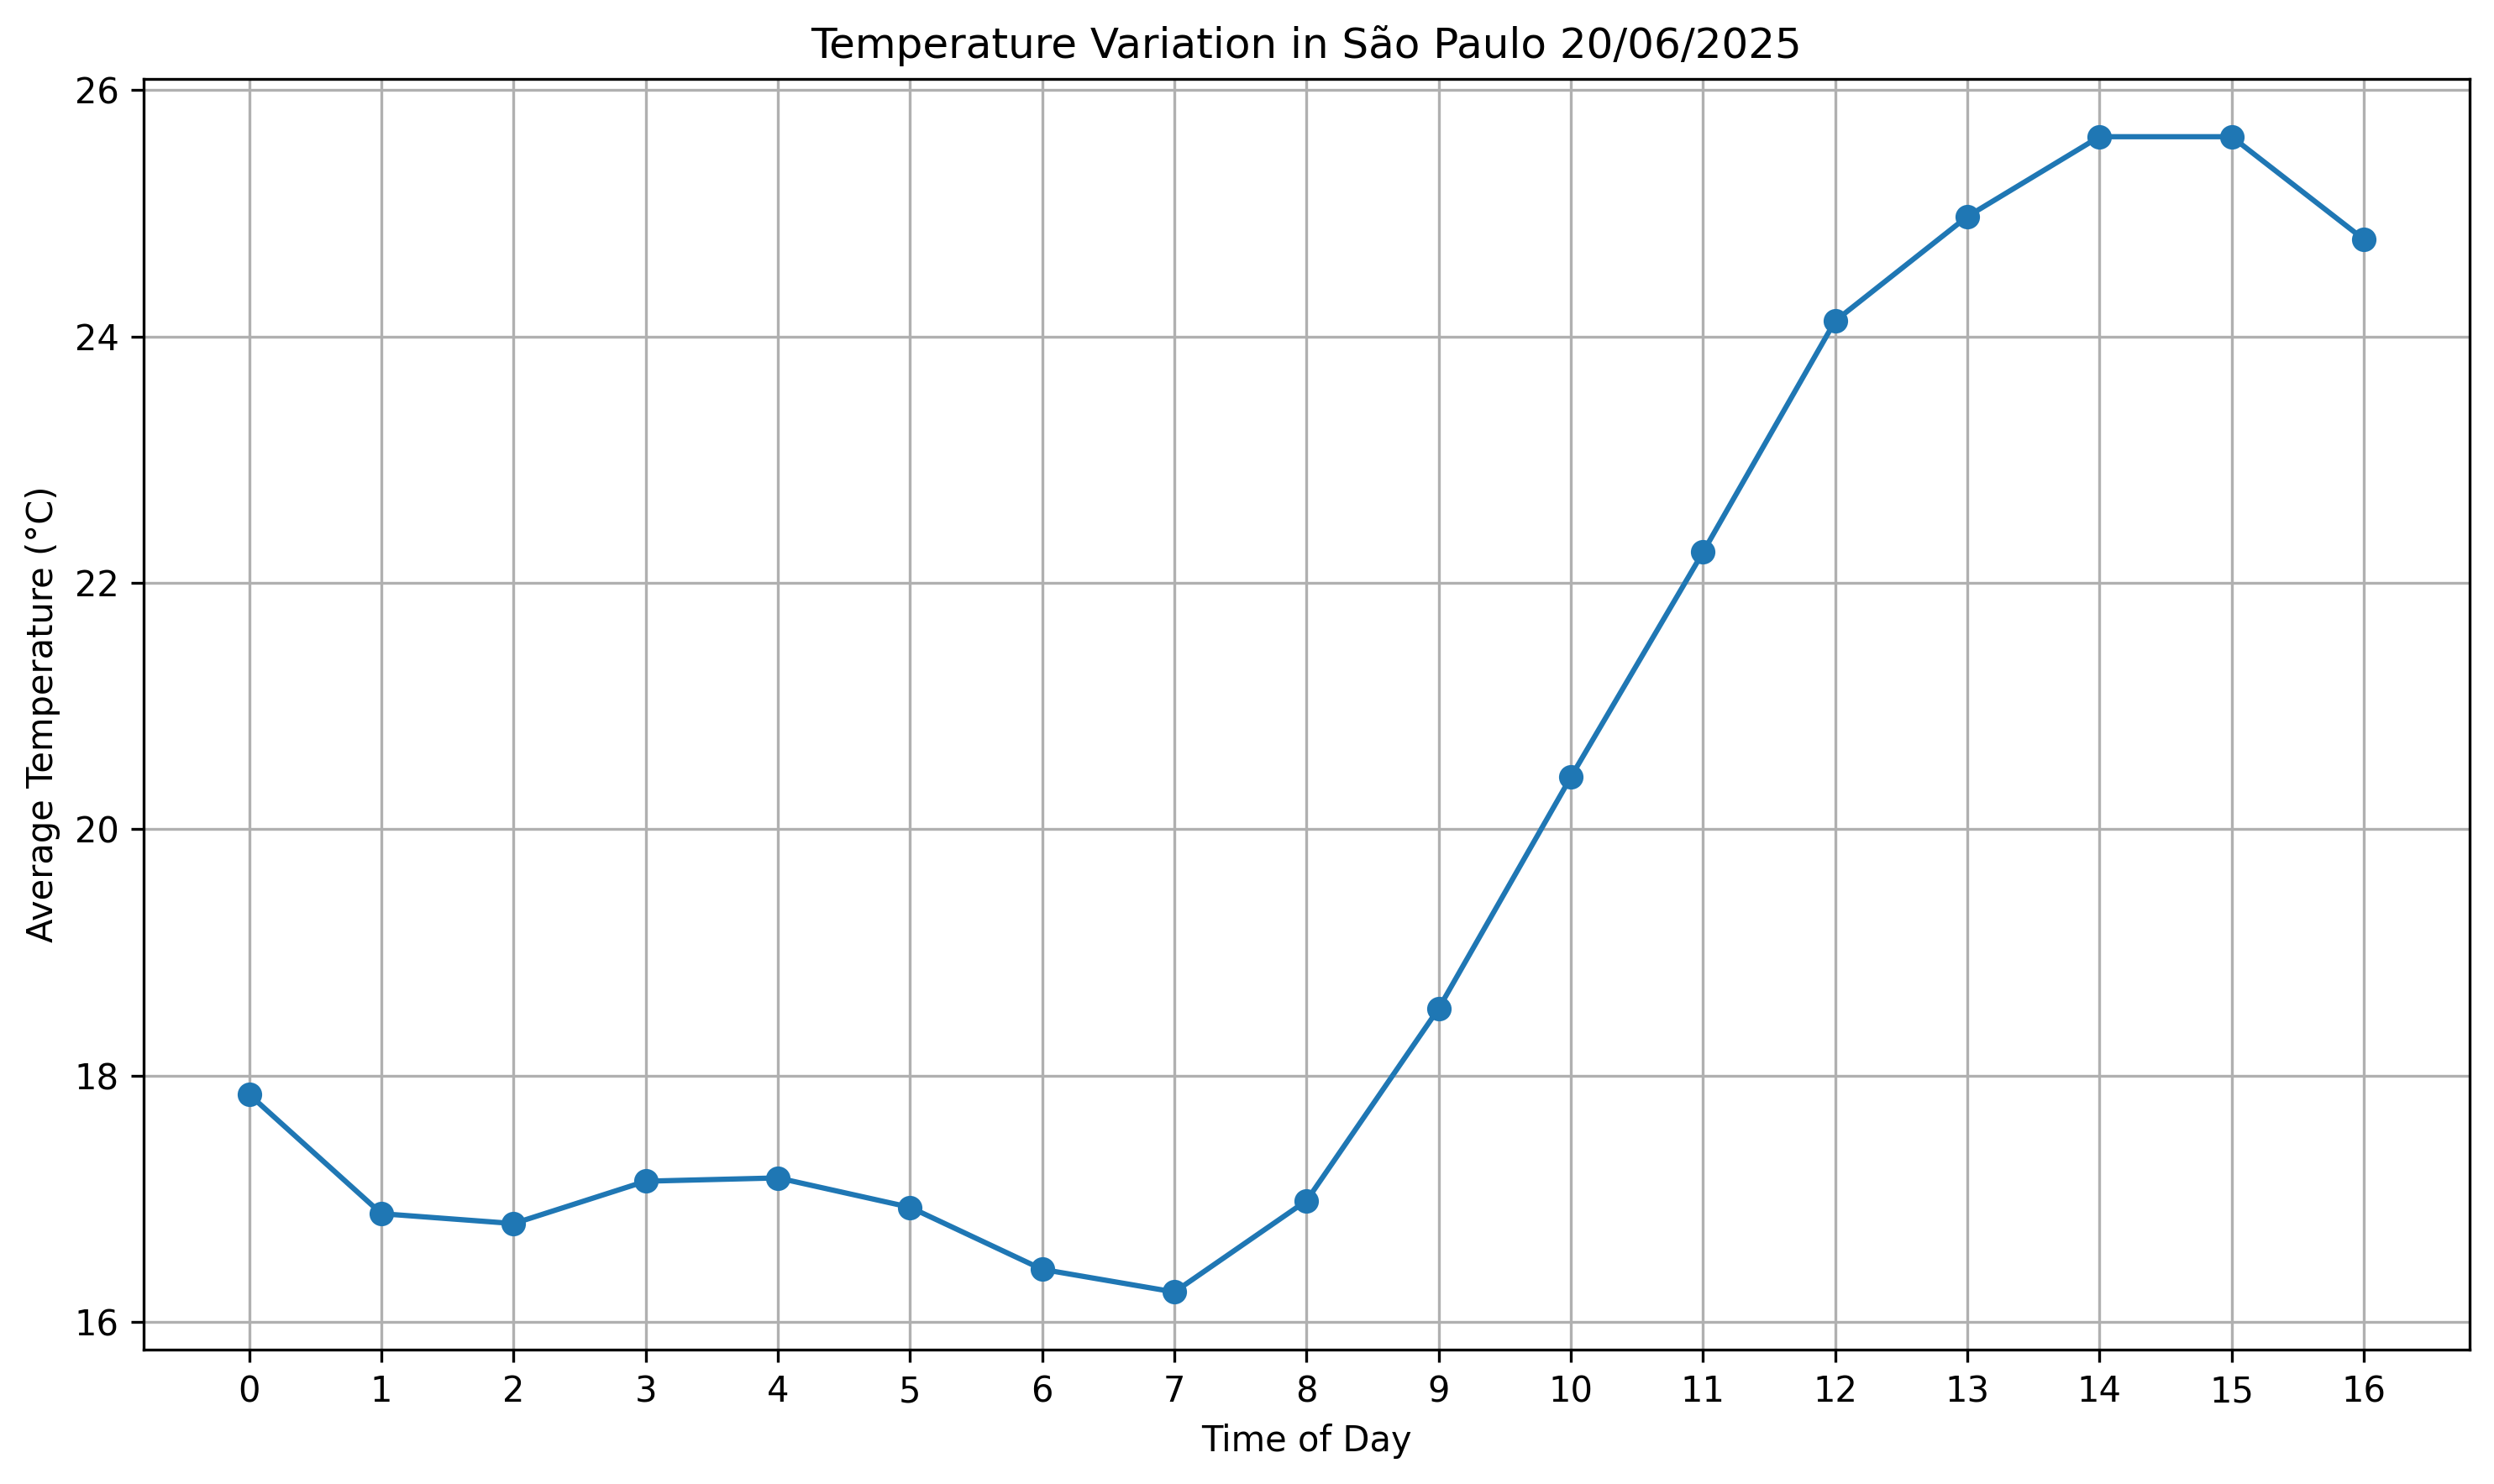 Temperature Variation in São Paulo 20/06/2025
26
24
22
20
18
16
Average Temperature (°C)
0 1 2 3 4 5 6 7 8 9 10 11 12 13 14 15 16
Time of Day